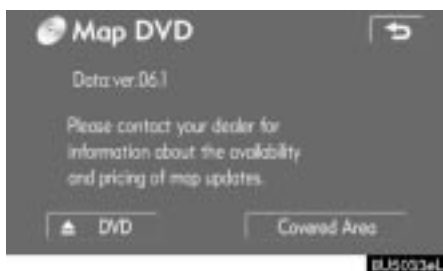 Map DVD
Data: ver.06.1
Please contact your dealer for
information about the availability
and pricing of map updates.
DVD
Covered Area